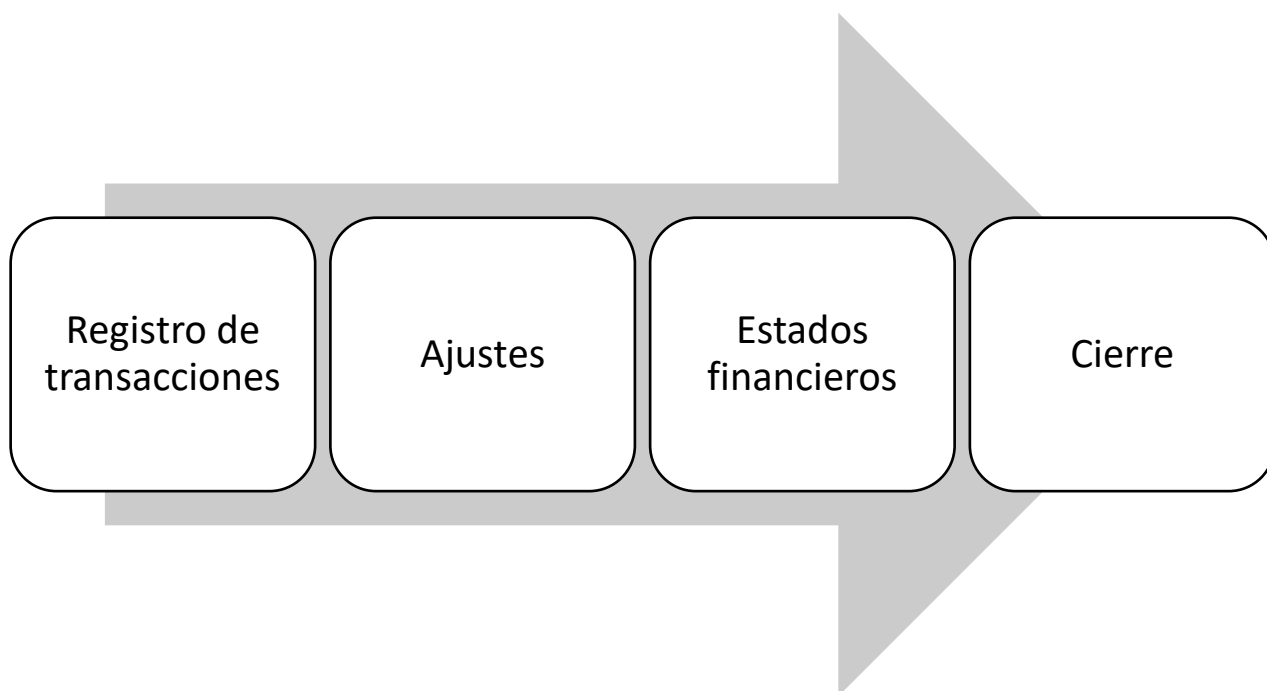 Registro de
transacciones
Ajustes
Estados
financieros
Cierre